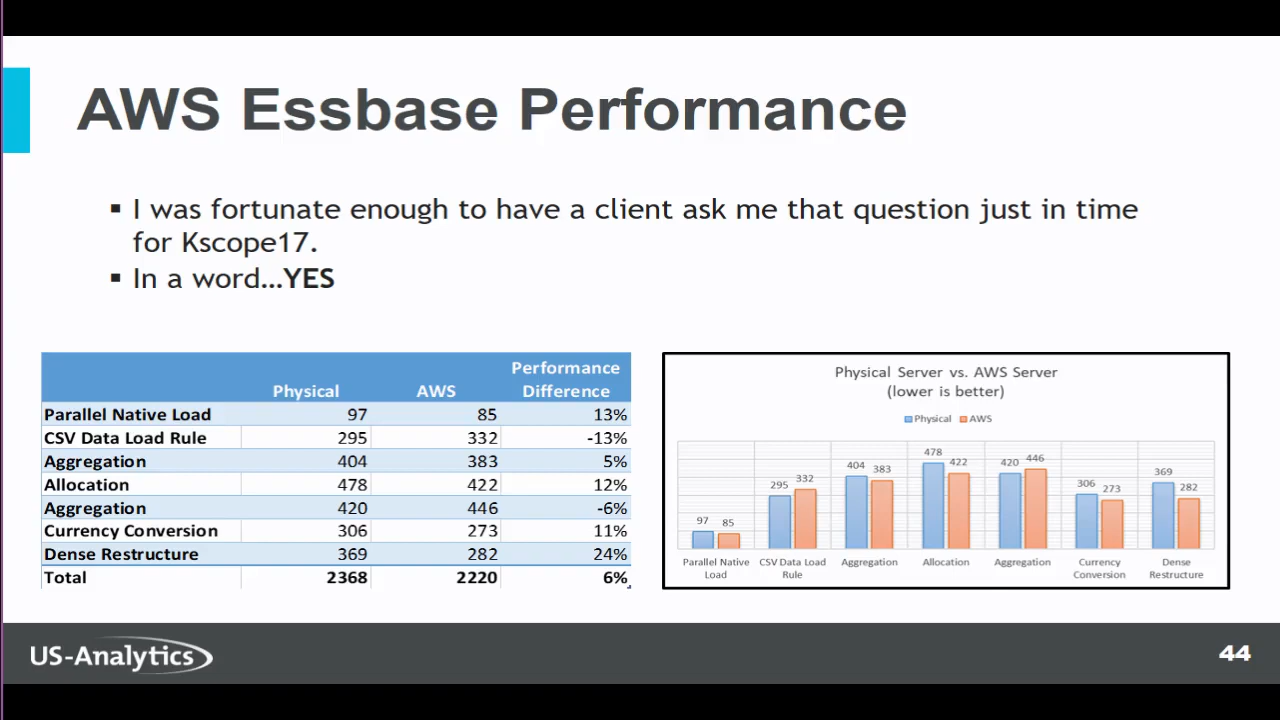 AWS Essbase Performance
▪ I was fortunate enough to have a client ask me that question just in time
for Kscope17.
▪ In a word...YES
Performance
Physical AWS Difference
Parallel Native Load 97 85 13%
CSV Data Load Rule 295 332 -13%
Aggregation 404 383 5%
Allocation 478 422 12%
Aggregation 420 446 -6%
Currency Conversion 306 273 11%
Dense Restructure 369 282 24%
Total 2368 2220 6%
Physical Server vs. AWS Server
(lower is better)
Physical AWS
97 85 295 332 404 383 478 422 420 446 306 273 369 282
Parallel Native CSV Data Load Aggregation Allocation Aggregation Currency Dense
Load Rule Conversion Restructure
US-Analytics
44